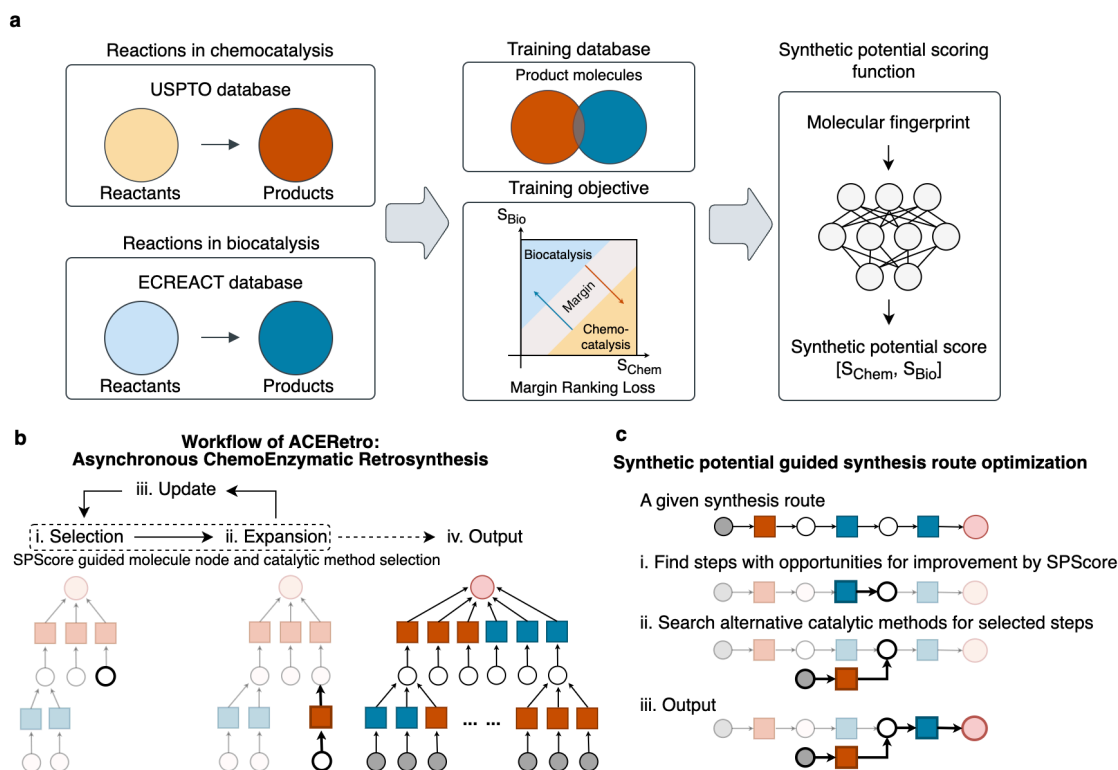 a
Reactions in chemocatalysis
USPTO database
Reactants
Products
Reactions in biocatalysis
ECREACT database
Reactants
Products
Training database
Product molecules
Training objective
S_Bio
Biocatalysis
Margin
Chemo-
catalysis
S_Chem
Margin Ranking Loss
Synthetic potential scoring
function
Molecular fingerprint
Synthetic potential score
[S_Chem, S_Bio]
b
Workflow of ACERetro:
Asynchronous ChemoEnzymatic Retrosynthesis
iii. Update
i. Selection
ii. Expansion
iv. Output
SPScore guided molecule node and catalytic method selection
... ...
c
Synthetic potential guided synthesis route optimization
A given synthesis route
i. Find steps with opportunities for improvement by SPScore
ii. Search alternative catalytic methods for selected steps
iii. Output